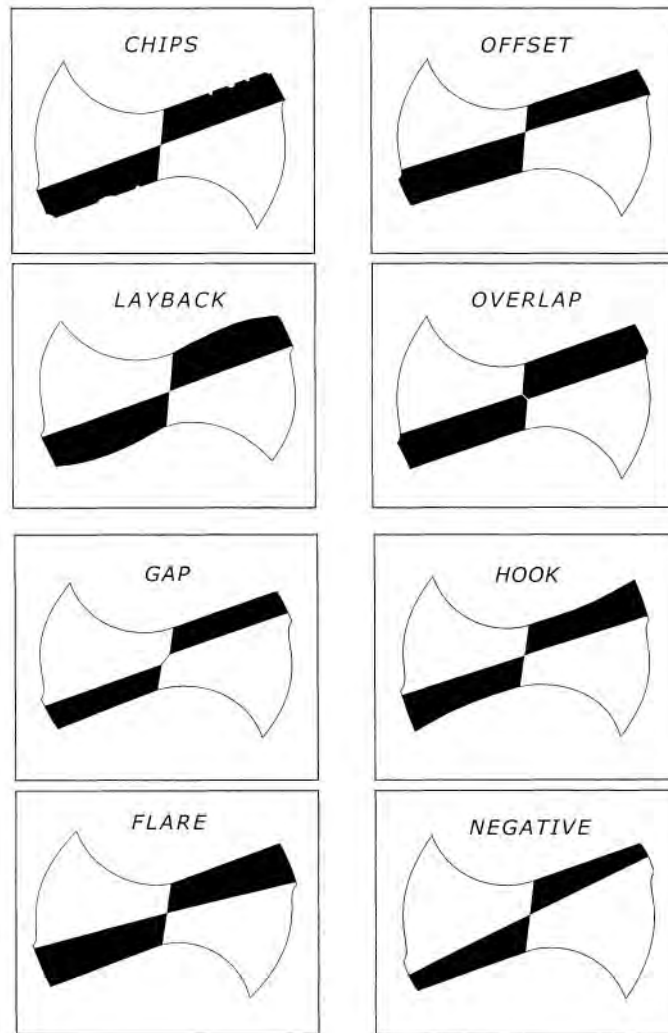 CHIPS
OFFSET
LAYBACK
OVERLAP
GAP
HOOK
FLARE
NEGATIVE